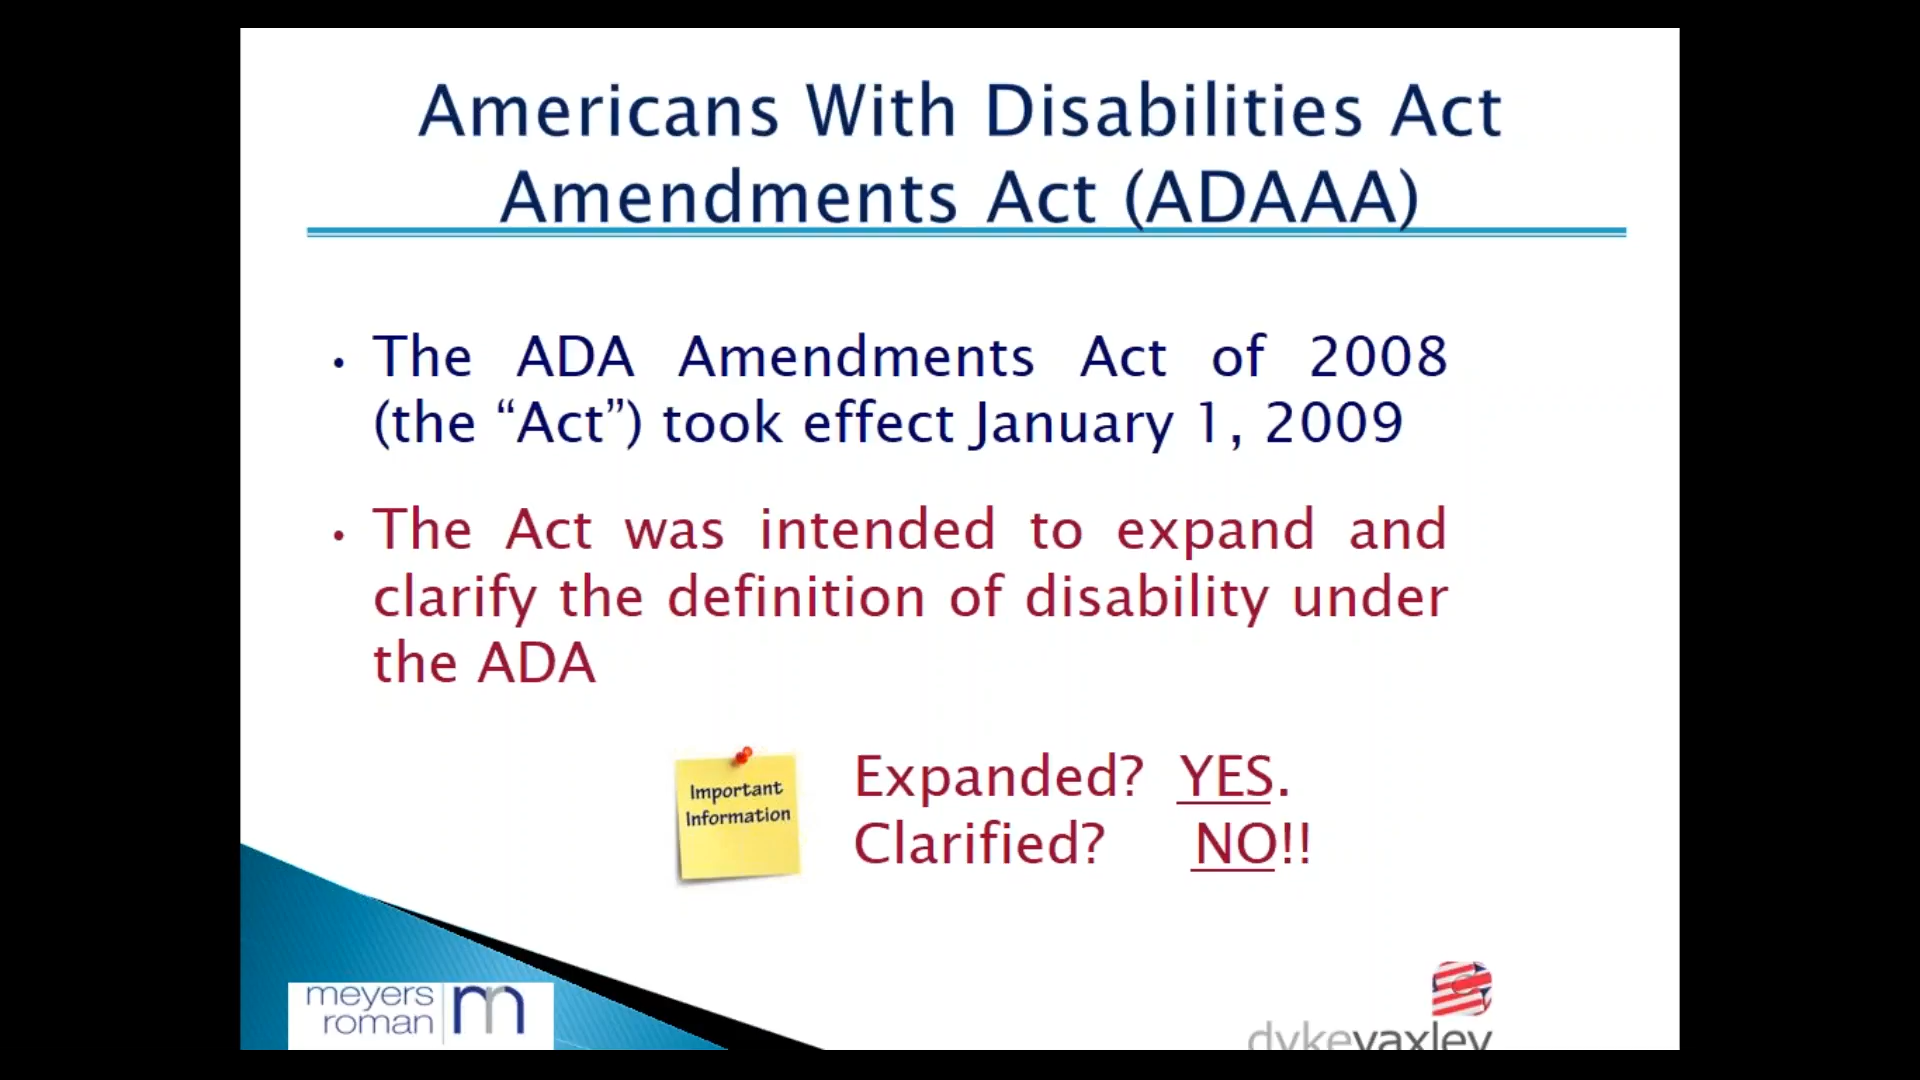 Americans With Disabilities Act
Amendments Act (ADAAA)
• The ADA Amendments Act of 2008
(the “Act”) took effect January 1, 2009
• The Act was intended to expand and
clarify the definition of disability under
the ADA
Important
Information
Expanded? YES.
Clarified? NO!!
meyers
roman m
dykeyaxley